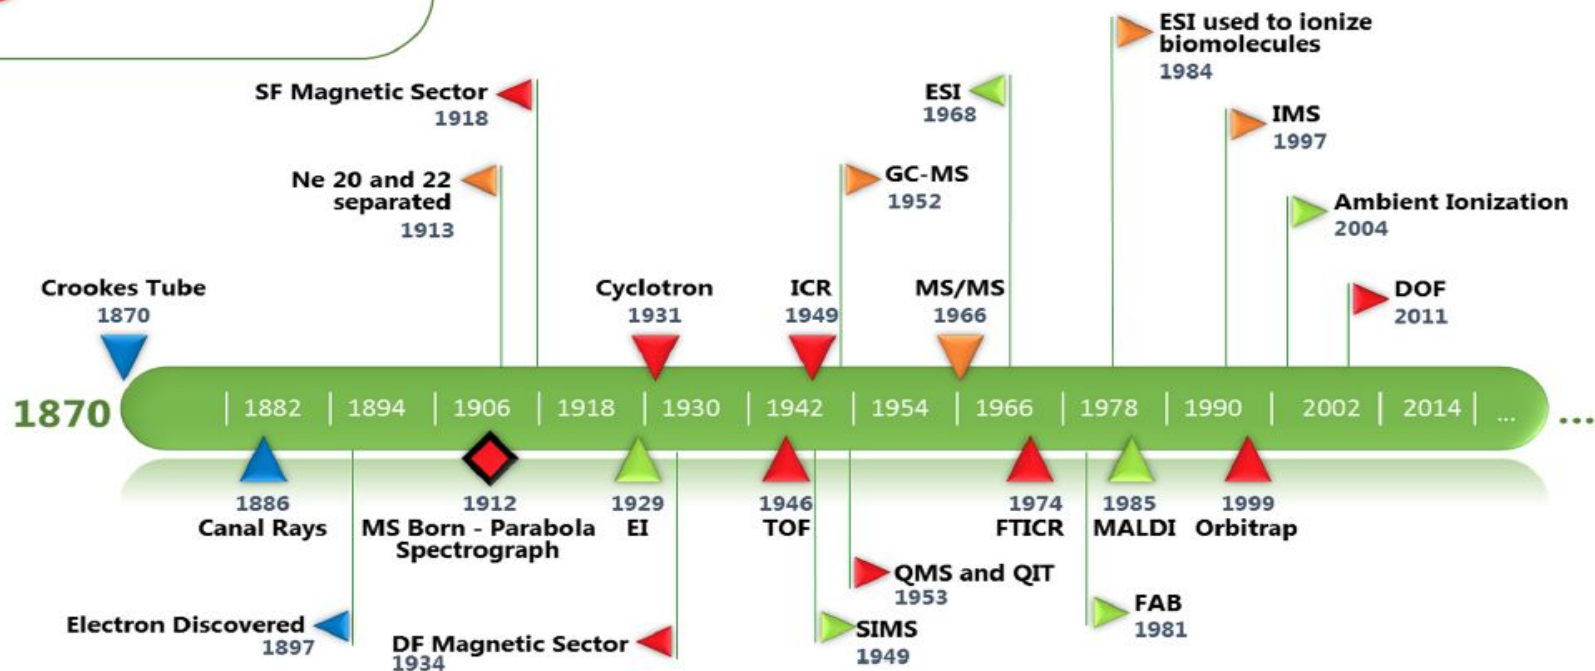 ESI used to ionize
biomolecules
1984
SF Magnetic Sector
1918
ESI
1968
IMS
1997
Ne 20 and 22
separated
1913
GC-MS
1952
Ambient Ionization
2004
Crookes Tube
1870
Cyclotron
1931
ICR
1949
MS/MS
1966
DOF
2011
1870 | 1882 | 1894 | 1906 | 1918 | 1930 | 1942 | 1954 | 1966 | 1978 | 1990 | 2002 | 2014 | ... ...
1886
Canal Rays
1912
MS Born - Parabola
Spectrograph
1929
EI
1946
TOF
1974
FTICR
1985
MALDI
1999
Orbitrap
QMS and QIT
1953
Electron Discovered
1897
DF Magnetic Sector
1934
SIMS
1949
FAB
1981